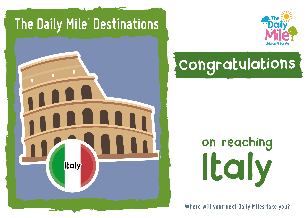 The Daily Mile Destinations
Italy
The Daily Mile
Congratulations
on reaching
Italy
Where will your next Daily Miles take you?